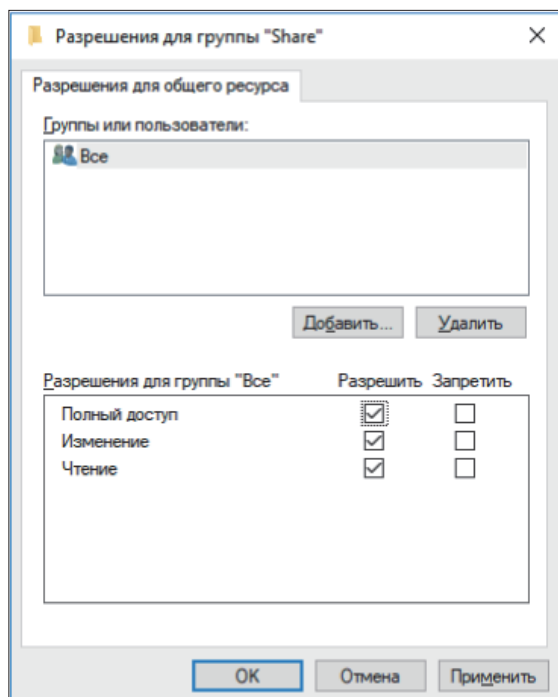 Разрешения для группы "Share"
Разрешения для общего ресурса
Группы или пользователи:
Все
Добавить... Удалить
Разрешения для группы "Все" Разрешить Запретить
Полный доступ
Изменение
Чтение
OK Отмена Применить